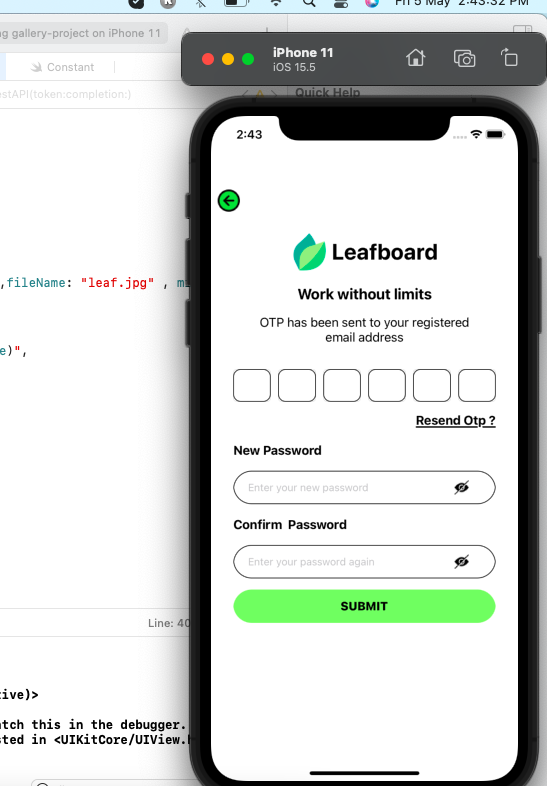 Fri 5 May 2:43:32 PM
ng gallery-project on iPhone 11
Constant
estAPI(token:completion:)
Quick Help
iPhone 11
iOS 15.5
2:43
Leafboard
Work without limits
OTP has been sent to your registered
email address
Resend Otp ?
New Password
Enter your new password
Confirm  Password
Enter your password again
SUBMIT
,fileName: "leaf.jpg" , m
e)",
Line: 40
tive)>
atch this in the debugger.
sted in <UIKitCore/UIView.h